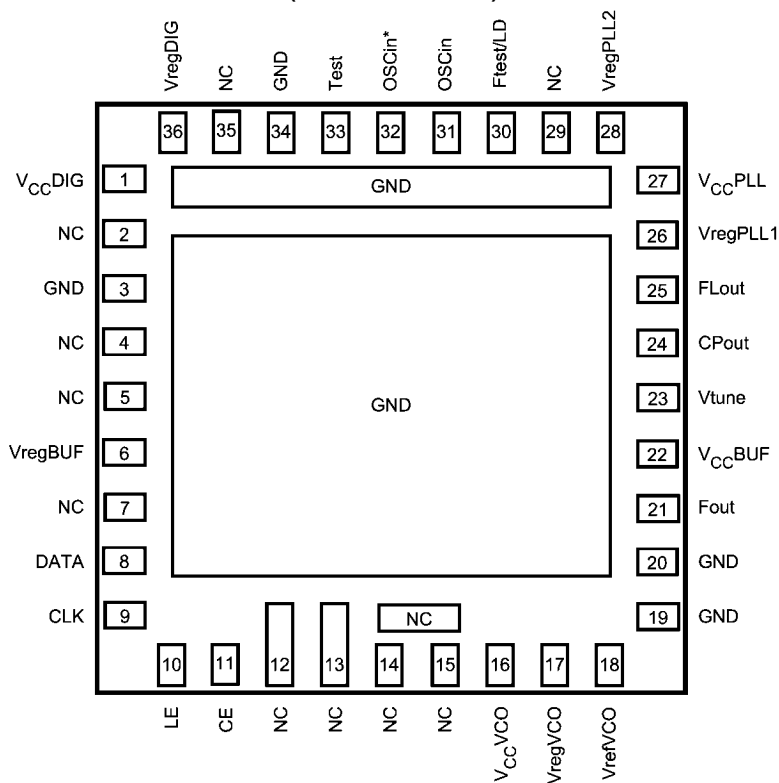 VregDIG NC GND Test OSCin* OSCin Ftest/LD NC VregPLL2
36 35 34 33 32 31 30 29 28
VCCDIG 1 GND 27 VCCPLL
NC 2 26 VregPLL1
GND 3 25 FLout
NC 4 24 CPout
NC 5 GND 23 Vtune
VregBUF 6 22 VCCBUF
NC 7 21 Fout
DATA 8 20 GND
CLK 9 NC 19 GND
10 11 12 13 14 15 16 17 18
LE CE NC NC NC NC VCCVCO VregVCO VrefVCO